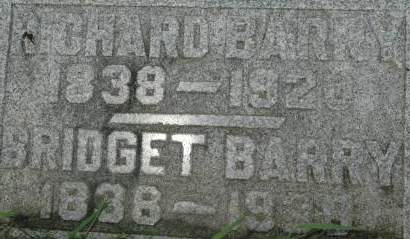 RICHARD BARRY
1838 – 1920
BRIDGET BARRY
1838 –